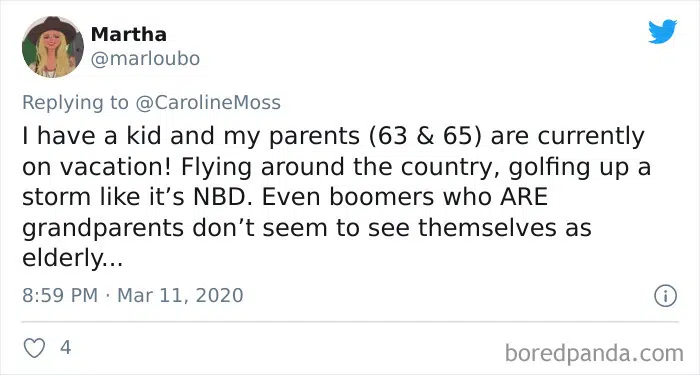 Martha
@marloubo
Replying to @CarolineMoss
I have a kid and my parents (63 & 65) are currently
on vacation! Flying around the country, golfing up a
storm like it’s NBD. Even boomers who ARE
grandparents don’t seem to see themselves as
elderly...
8:59 PM · Mar 11, 2020
4
boredpanda.com